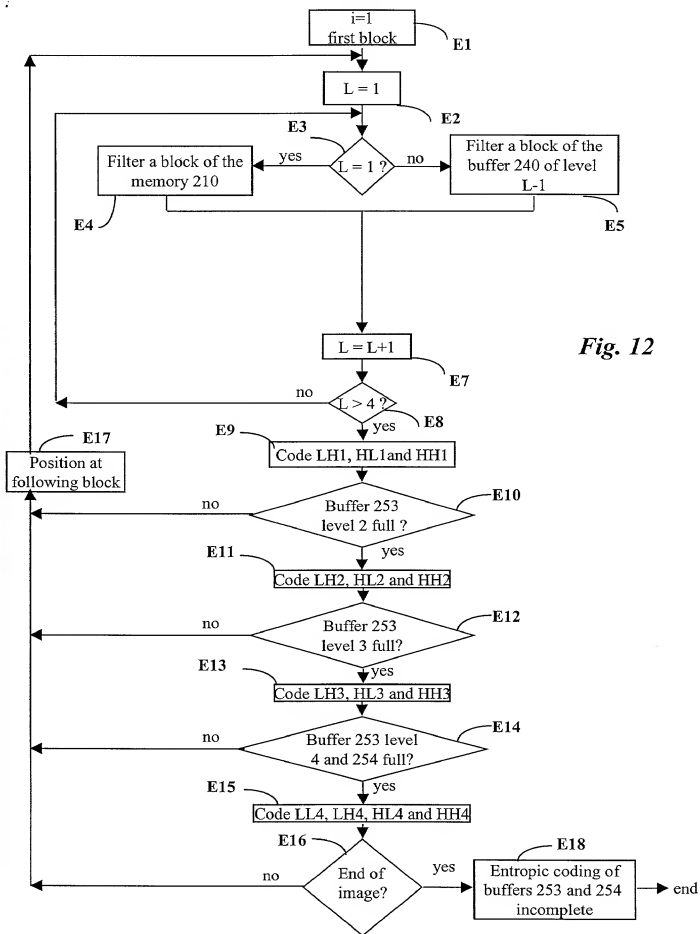 i=1
first block
E1
L = 1
E2
E3
L = 1 ?
yes
no
Filter a block of the
memory 210
E4
Filter a block of the
buffer 240 of level
L-1
E5
L = L+1
E7
Fig. 12
L > 4 ?
no
E8
yes
E9
Code LH1, HL1and HH1
E17
Position at
following block
E10
Buffer 253
level 2 full ?
no
yes
E11
Code LH2, HL2 and HH2
E12
Buffer 253
level 3 full?
no
yes
E13
Code LH3, HL3 and HH3
E14
Buffer 253 level
4 and 254 full?
no
yes
E15
Code LL4, LH4, HL4 and HH4
E16
End of
image?
no
yes
E18
Entropic coding of
buffers 253 and 254
incomplete
end